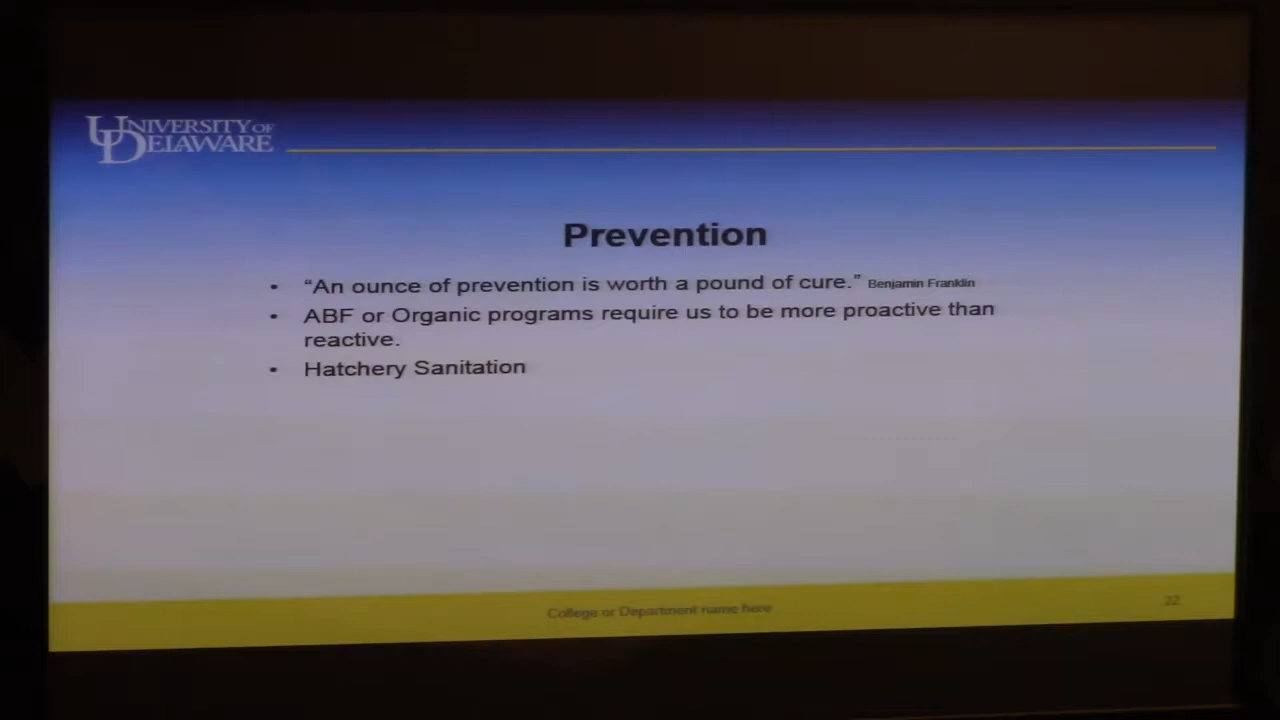 UNIVERSITY OF
DELAWARE
Prevention
• “An ounce of prevention is worth a pound of cure.” Benjamin Franklin
• ABF or Organic programs require us to be more proactive than
reactive.
• Hatchery Sanitation
College or Department name here
22